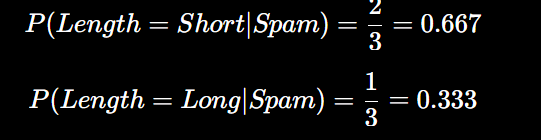 P(Length = Short|Spam) = 2/3 = 0.667
P(Length = Long|Spam) = 1/3 = 0.333